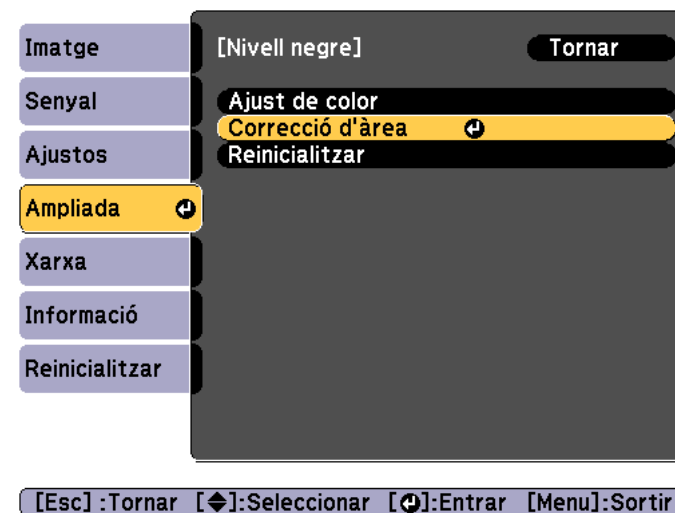 Imatge
Senyal
Ajustos
Ampliada
Xarxa
Informació
Reinicialitzar
[Nivell negre] Tornar
Ajust de color
Correcció d'àrea
Reinicialitzar
[Esc] :Tornar []:Seleccionar []:Entrar [Menu]:Sortir